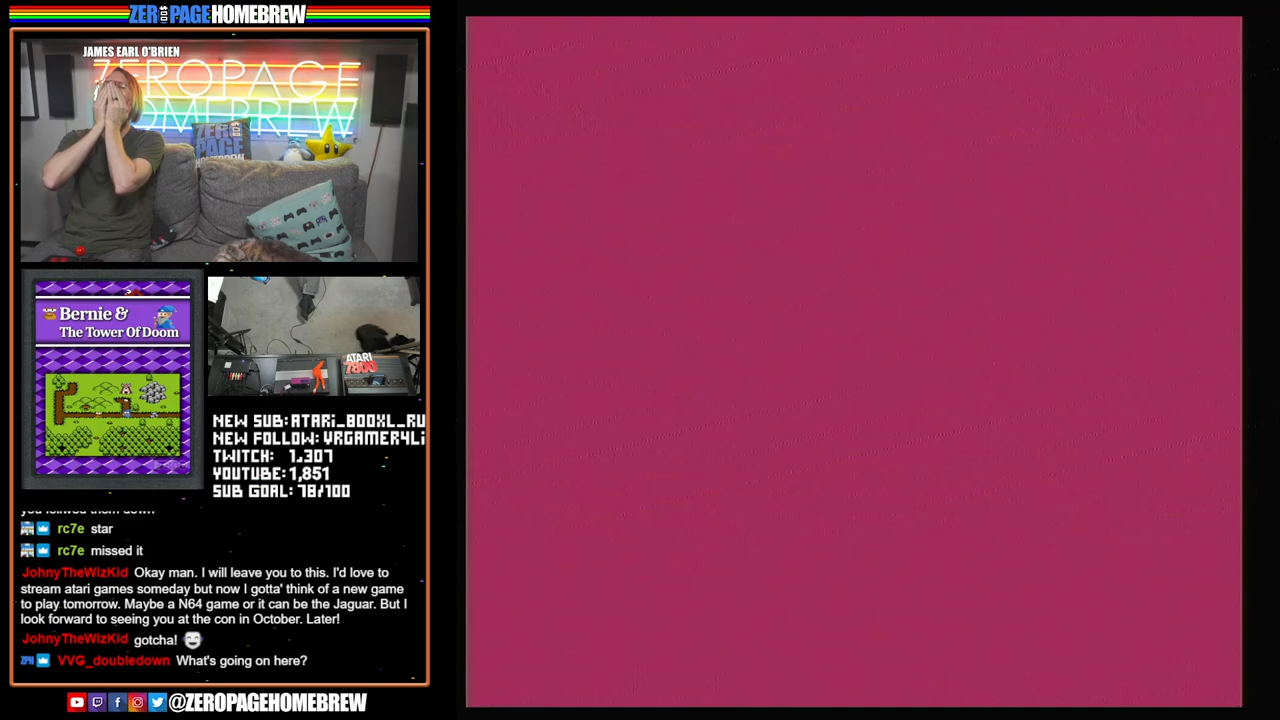 ZEROPAGEHOMEBREW
JAMES EARL O'BRIEN
ZEROPAGE
HOMEBREW
ZERO
PAGE
HOMEBREW
Bernie &
The Tower Of Doom
ATARI
7800
NEW SUB: ATARI_800XL_RU
NEW FOLLOW: VRGAMER4LI
TWITCH: 1,307
YOUTUBE: 1,851
SUB GOAL: 78/100
rc7e star
rc7e missed it
JohnyTheWizKid Okay man. I will leave you to this. I'd love to
stream atari games someday but now I gotta' think of a new game
to play tomorrow. Maybe a N64 game or it can be the Jaguar. But I
look forward to seeing you at the con in October. Later!
JohnyTheWizKid gotcha!
ZPH VVG_doubledown What's going on here?
@ZEROPAGEHOMEBREW